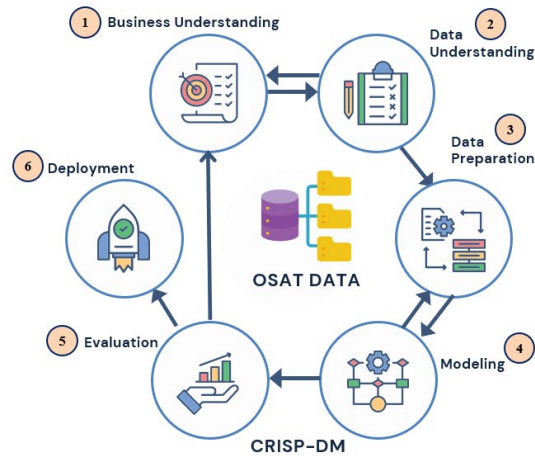 1 Business Understanding
2 Data
Understanding
3 Data
Preparation
6 Deployment
OSAT DATA
5 Evaluation
4 Modeling
CRISP-DM